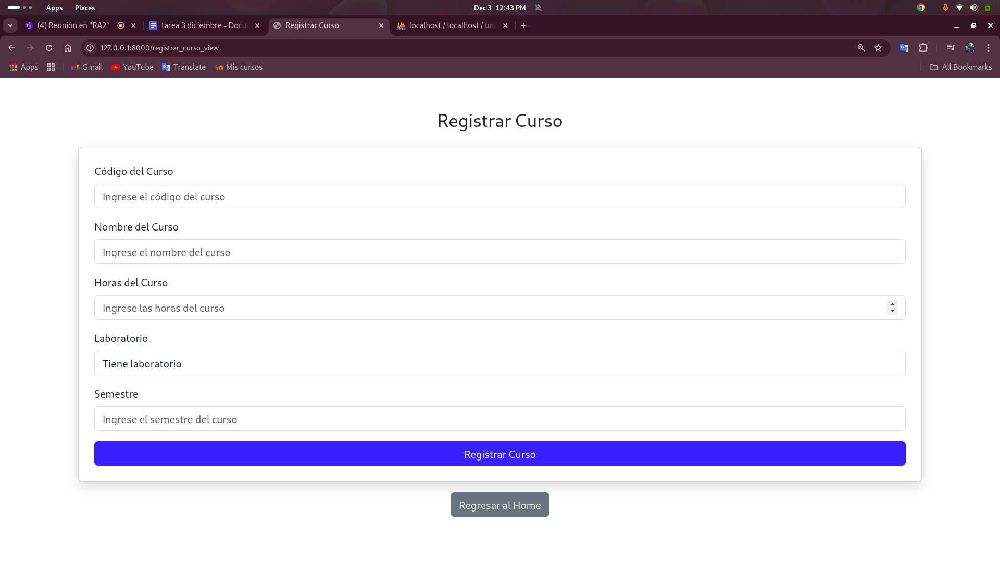 Apps Places Dec 3 12:43 PM
(4) Reunión en "RA2" tarea 3 diciembre - Docu Registrar Curso localhost / localhost / uni
127.0.0.1:8000/registrar_curso_view
Apps Gmail YouTube Translate Mis cursos All Bookmarks
Registrar Curso
Código del Curso
Ingrese el código del curso
Nombre del Curso
Ingrese el nombre del curso
Horas del Curso
Ingrese las horas del curso
Laboratorio
Tiene laboratorio
Semestre
Ingrese el semestre del curso
Registrar Curso
Regresar al Home